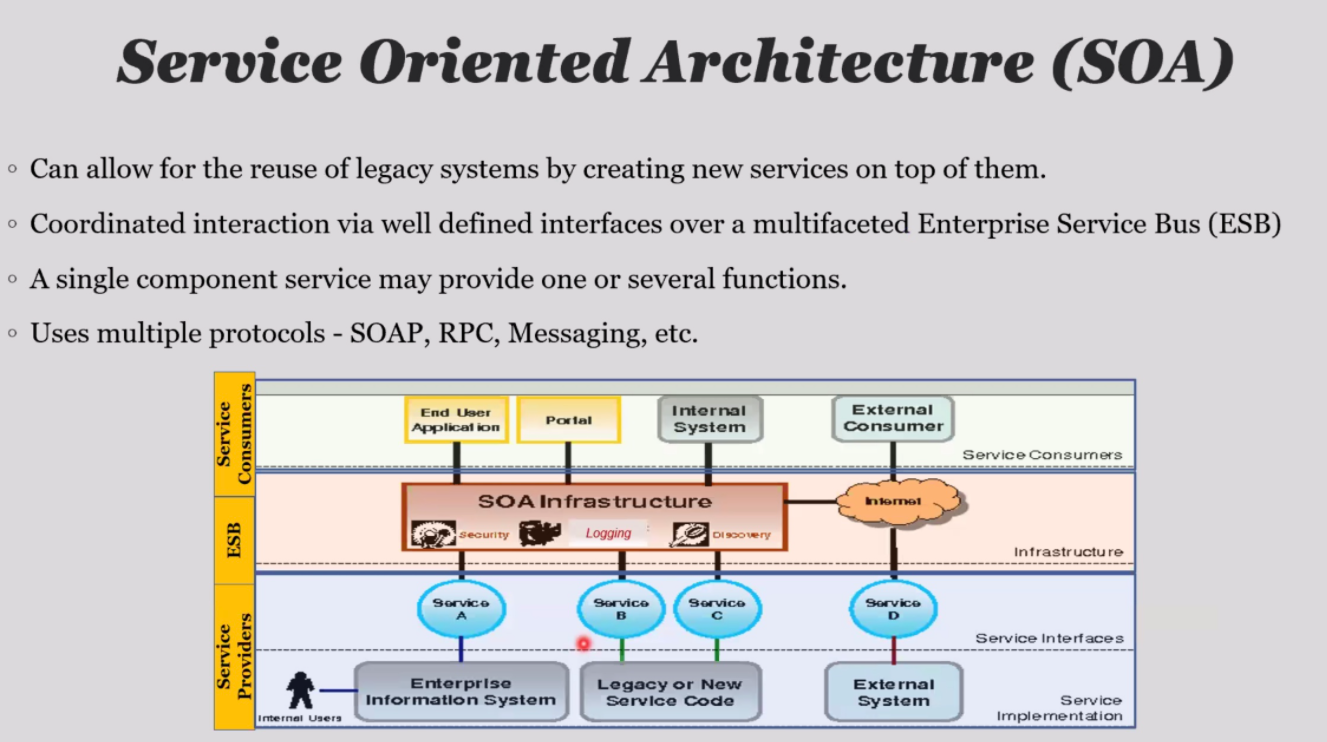 Service Oriented Architecture (SOA)
◦ Can allow for the reuse of legacy systems by creating new services on top of them.
◦ Coordinated interaction via well defined interfaces over a multifaceted Enterprise Service Bus (ESB)
◦ A single component service may provide one or several functions.
◦ Uses multiple protocols - SOAP, RPC, Messaging, etc.
Service
Consumers
End User
Application
Portal
Internal
System
External
Consumer
Service Consumers
ESB
SOA Infrastructure
Security
Logging
Discovery
Internet
Infrastructure
Service
Providers
Service
A
Service
B
Service
C
Service
D
Service Interfaces
Internal Users
Enterprise
Information System
Legacy or New
Service Code
External
System
Service
Implementation